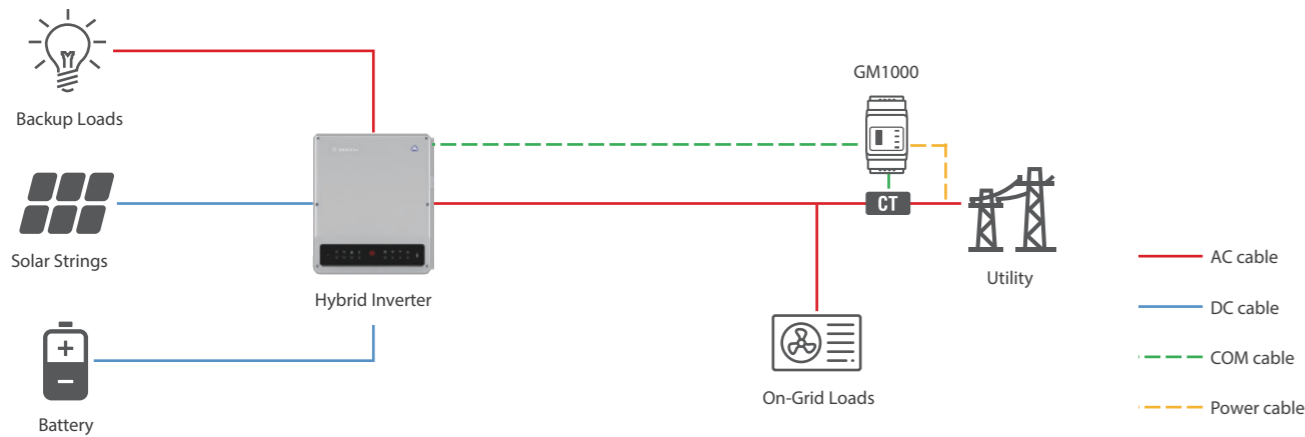 GM1000
Backup Loads
CT
Solar Strings
Hybrid Inverter
Utility
On-Grid Loads
Battery
AC cable
DC cable
COM cable
Power cable